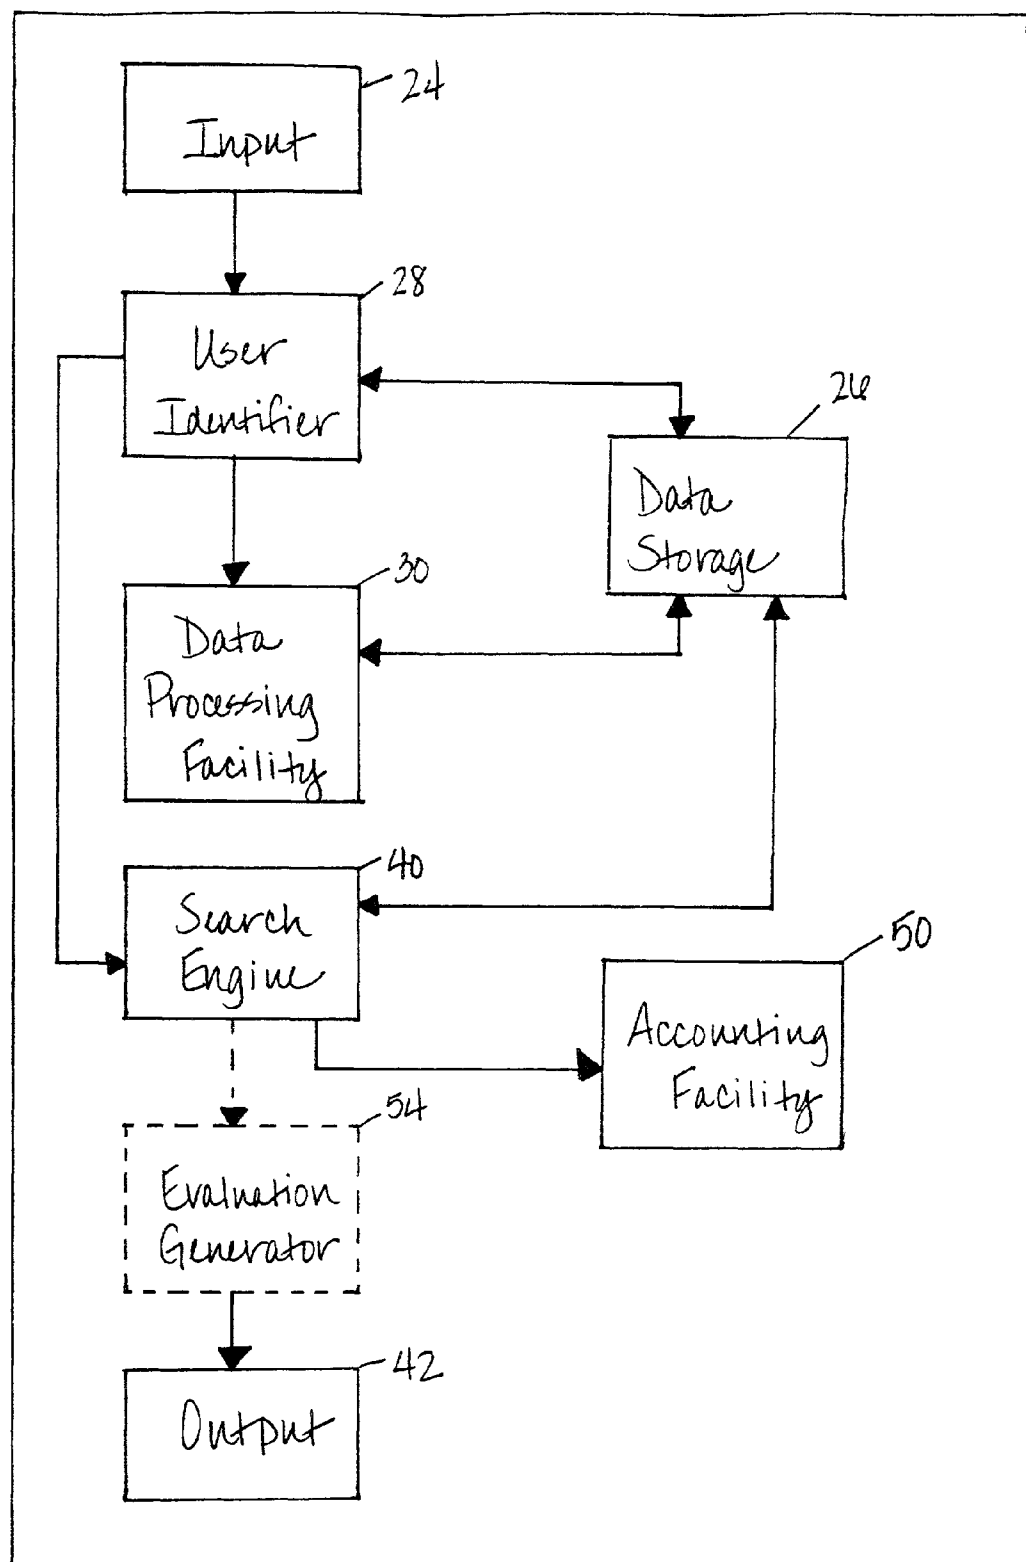 24
Input
28
User
Identifier
26
Data
Storage
30
Data
Processing
Facility
40
Search
Engine
50
Accounting
Facility
54
Evaluation
Generator
42
Output